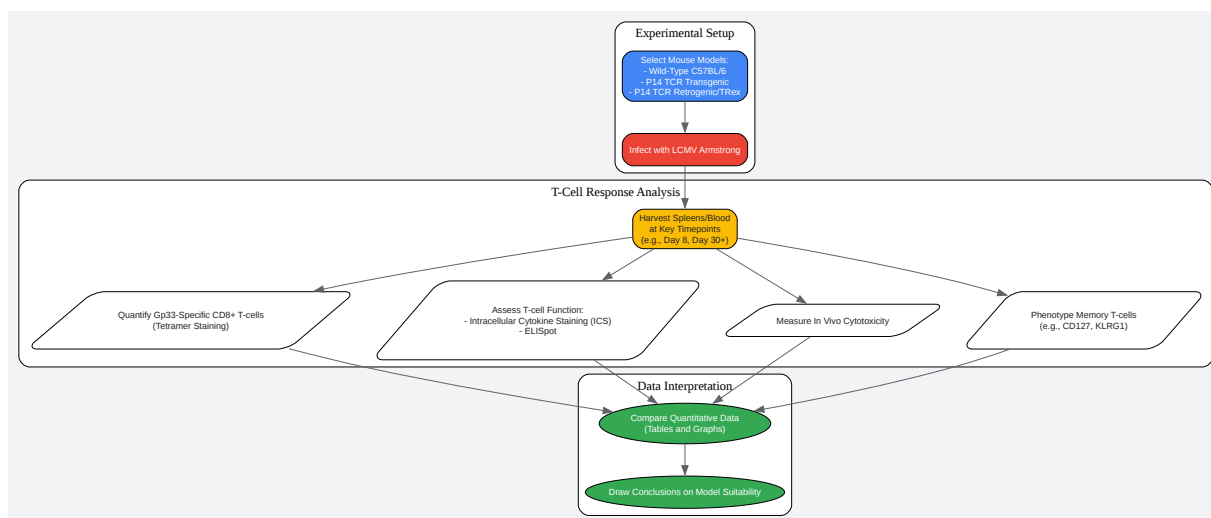 Experimental Setup
Select Mouse Models:
- Wild-Type C57BL/6
- P14 TCR Transgenic
- P14 TCR Retrogenic/TRex
Infect with LCMV Armstrong
T-Cell Response Analysis
Harvest Spleens/Blood
at Key Timepoints
(e.g., Day 8, Day 30+)
Quantify Gp33-Specific CD8+ T-cells
(Tetramer Staining)
Assess T-cell Function:
- Intracellular Cytokine Staining (ICS)
- ELISpot
Measure In Vivo Cytotoxicity
Phenotype Memory T-cells
(e.g., CD127, KLRG1)
Data Interpretation
Compare Quantitative Data
(Tables and Graphs)
Draw Conclusions on Model Suitability